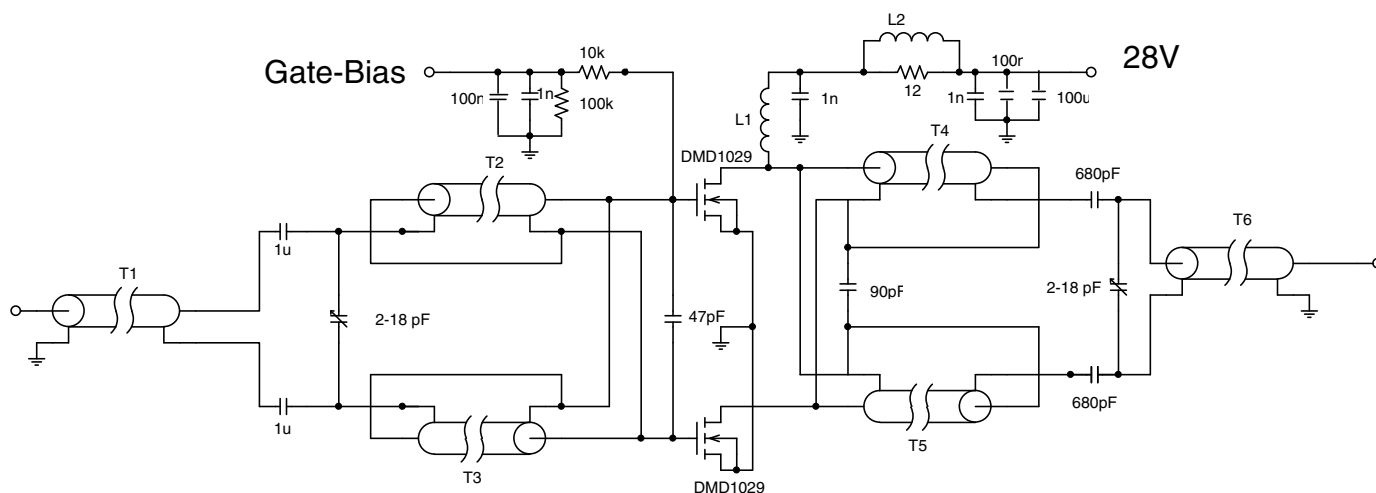 L2
Gate-Bias
10k
28V
100n
1n
100k
L1
1n
12
1n
100r
100u
T2
DMD1029
T4
680pF
T1
1u
2-18 pF
47pF
90pF
2-18 pF
T6
1u
T3
DMD1029
T5
680pF